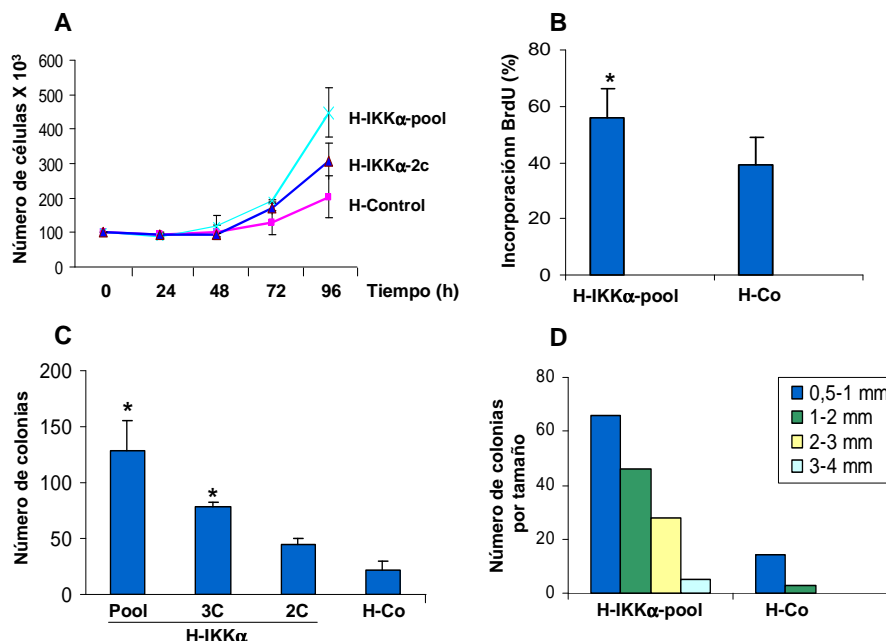 A
Número de células X 10³
600
500
400
300
200
100
0
H-IKKα-pool
H-IKKα-2c
H-Control
0 24 48 72 96 Tiempo (h)
B
Incorporaciónn BrdU (%)
80
60
40
20
0
*
H-IKKα-pool H-Co
C
Número de colonias
200
150
100
50
0
*
*
Pool 3C 2C H-Co
H-IKKα
D
Número de colonias
por tamaño
80
60
40
20
0
0,5-1 mm
1-2 mm
2-3 mm
3-4 mm
H-IKKα-pool H-Co